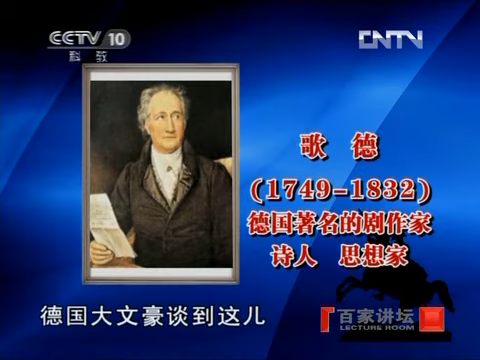 CCTV 10
科教
CNTV
歌 德
(1749-1832)
德国著名的剧作家
诗人 思想家
德国大文豪谈到这儿
百家讲坛
LECTURE ROOM